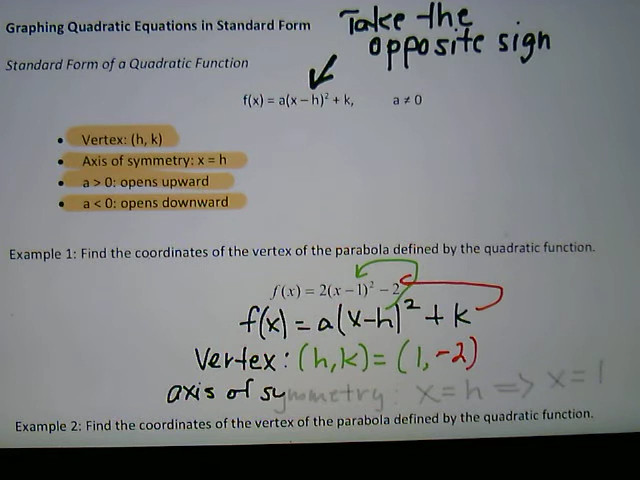 Graphing Quadratic Equations in Standard Form
Take the
opposite sign
Standard Form of a Quadratic Function
f(x) = a(x – h)² + k, a ≠ 0
• Vertex: (h, k)
• Axis of symmetry: x = h
• a > 0: opens upward
• a < 0: opens downward
Example 1: Find the coordinates of the vertex of the parabola defined by the quadratic function.
f(x) = 2(x – 1)² – 2
f(x) = a(x–h)² + k
Vertex: (h,k) = (1,-2)
axis of symmetry: x=h => x=1
Example 2: Find the coordinates of the vertex of the parabola defined by the quadratic function.